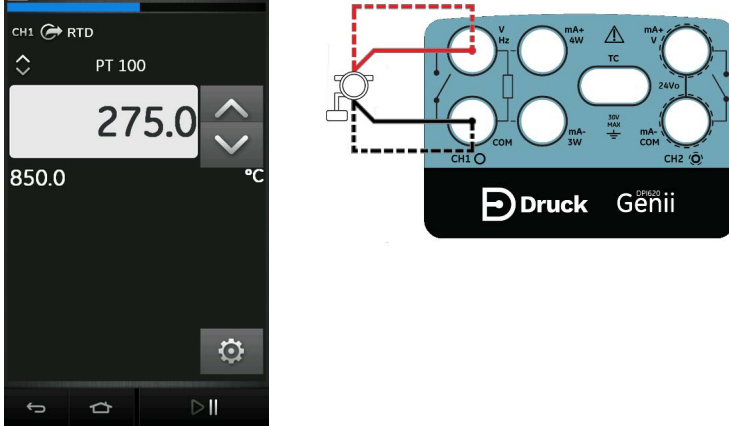 CH1 RTD
PT 100
275.0
850.0 °C
V
Hz
mA+
4W
TC
mA+
V
24Vo
30V
MAX
COM
mA-
3W
mA-
COM
CH1
CH2
Druck
DPI620
Genii